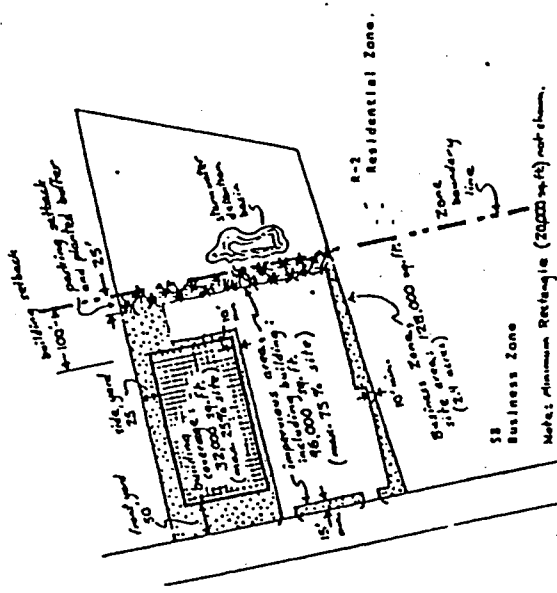 building setback
100'
parking setback
and planted buffer
25'
side yard
25
front yard
50
building
coverage:
32,000 sq. ft.
(max. 25% site)
10'
stormwater
detention
basin
impervious area:
including building
96,000 sq. ft.
(max. 75% site)
15'
min.
10' min.
Business Zone
site area:
128,000 sq. ft.
(2.9 acres)
R-2
Residential Zone
Zone
boundary
line
SB
Business Zone
Note: Minimum Rectangle (20,000 sq. ft) not shown.